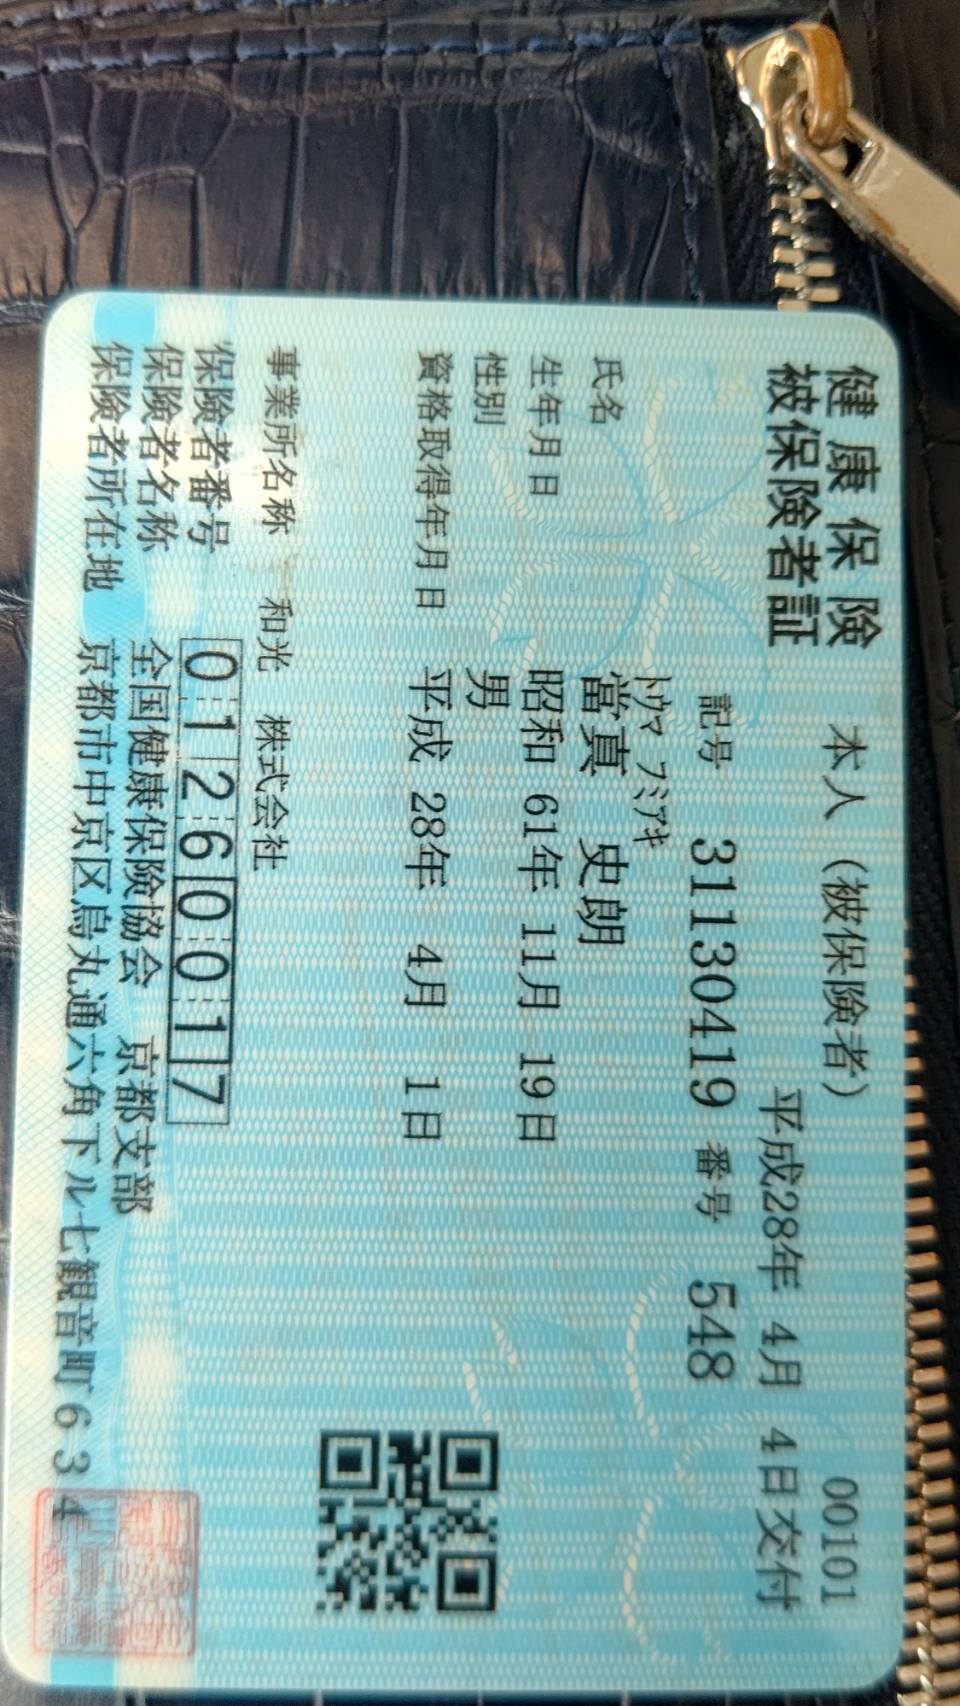 健康保険 本人（被保険者） 00101
被保険者証 平成28年 4月 4日交付
記号 31130419 番号 548
ﾄｳﾏ ﾌﾐｱｷ
氏名 當真 史朗
生年月日 昭和 61年 11月 19日
性別 男
資格取得年月日 平成 28年 4月 1日
事業所名称 和光 株式会社
保険者番号 01260017
保険者名称 全国健康保険協会 京都支部
保険者所在地 京都市中京区烏丸通六角下ル七観音町634